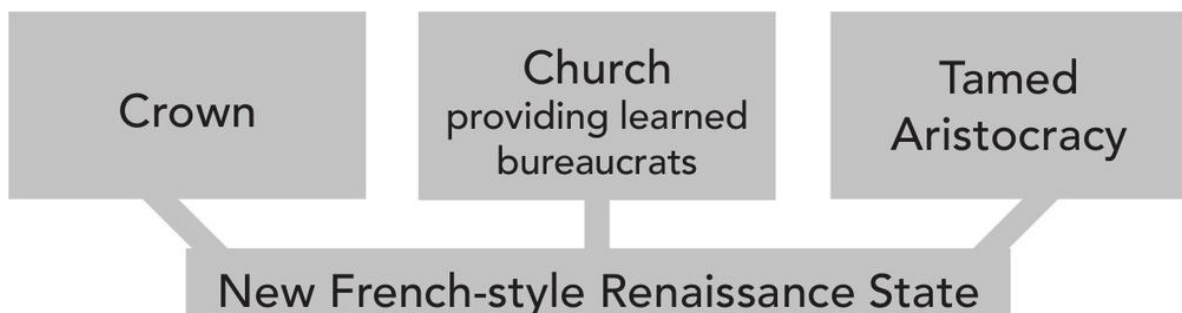 Crown
Church
providing learned
bureaucrats
Tamed
Aristocracy
New French-style Renaissance State